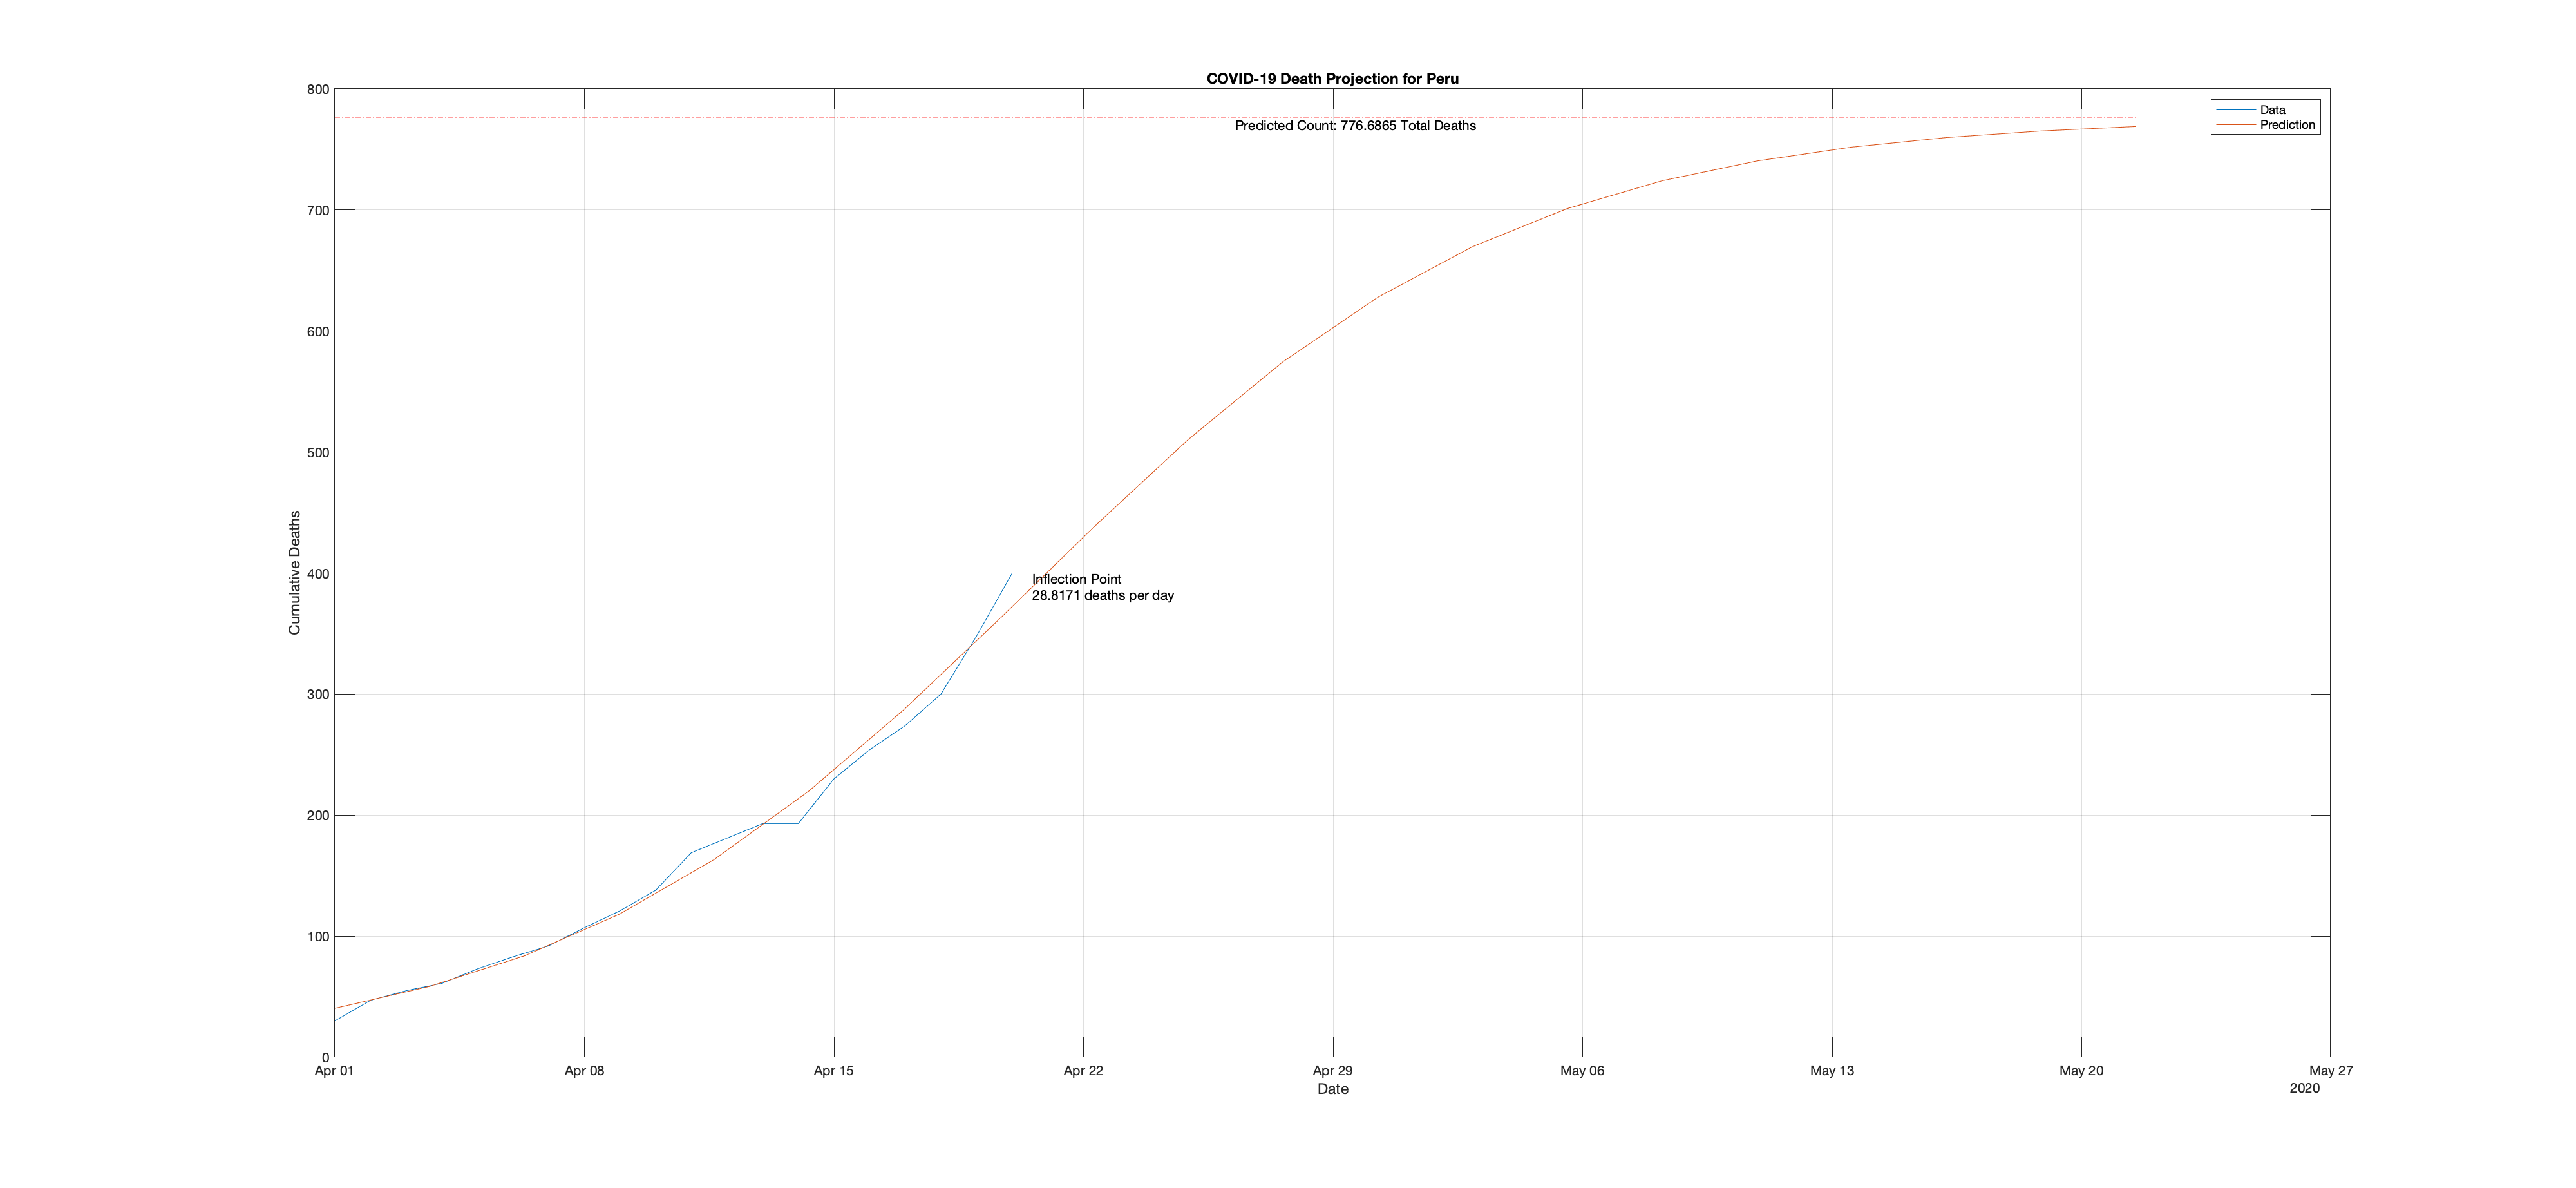 COVID-19 Death Projection for Peru
800
700
600
500
400
300
200
100
0
Cumulative Deaths
Predicted Count: 776.6865 Total Deaths
Data
Prediction
Inflection Point
28.8171 deaths per day
Apr 01
Apr 08
Apr 15
Apr 22
Apr 29
May 06
May 13
May 20
May 27
Date
2020